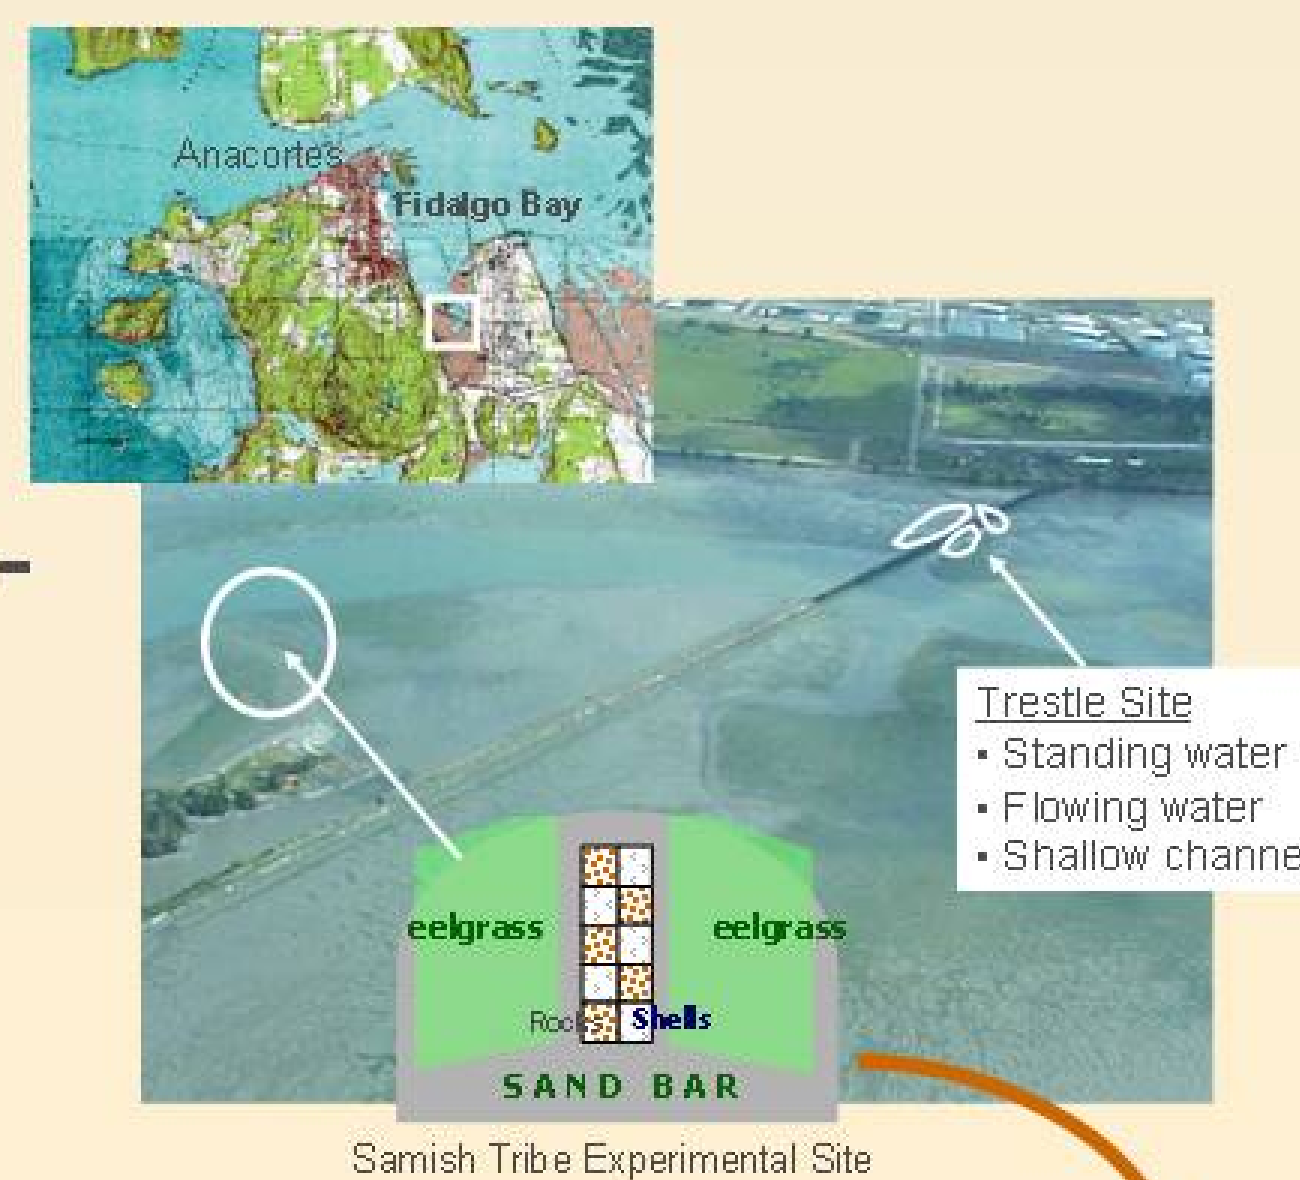 Anacortes
Fidalgo Bay
Trestle Site
▪ Standing water
▪ Flowing water
▪ Shallow channe
eelgrass eelgrass
Rocks Shells
SAND BAR
Samish Tribe Experimental Site